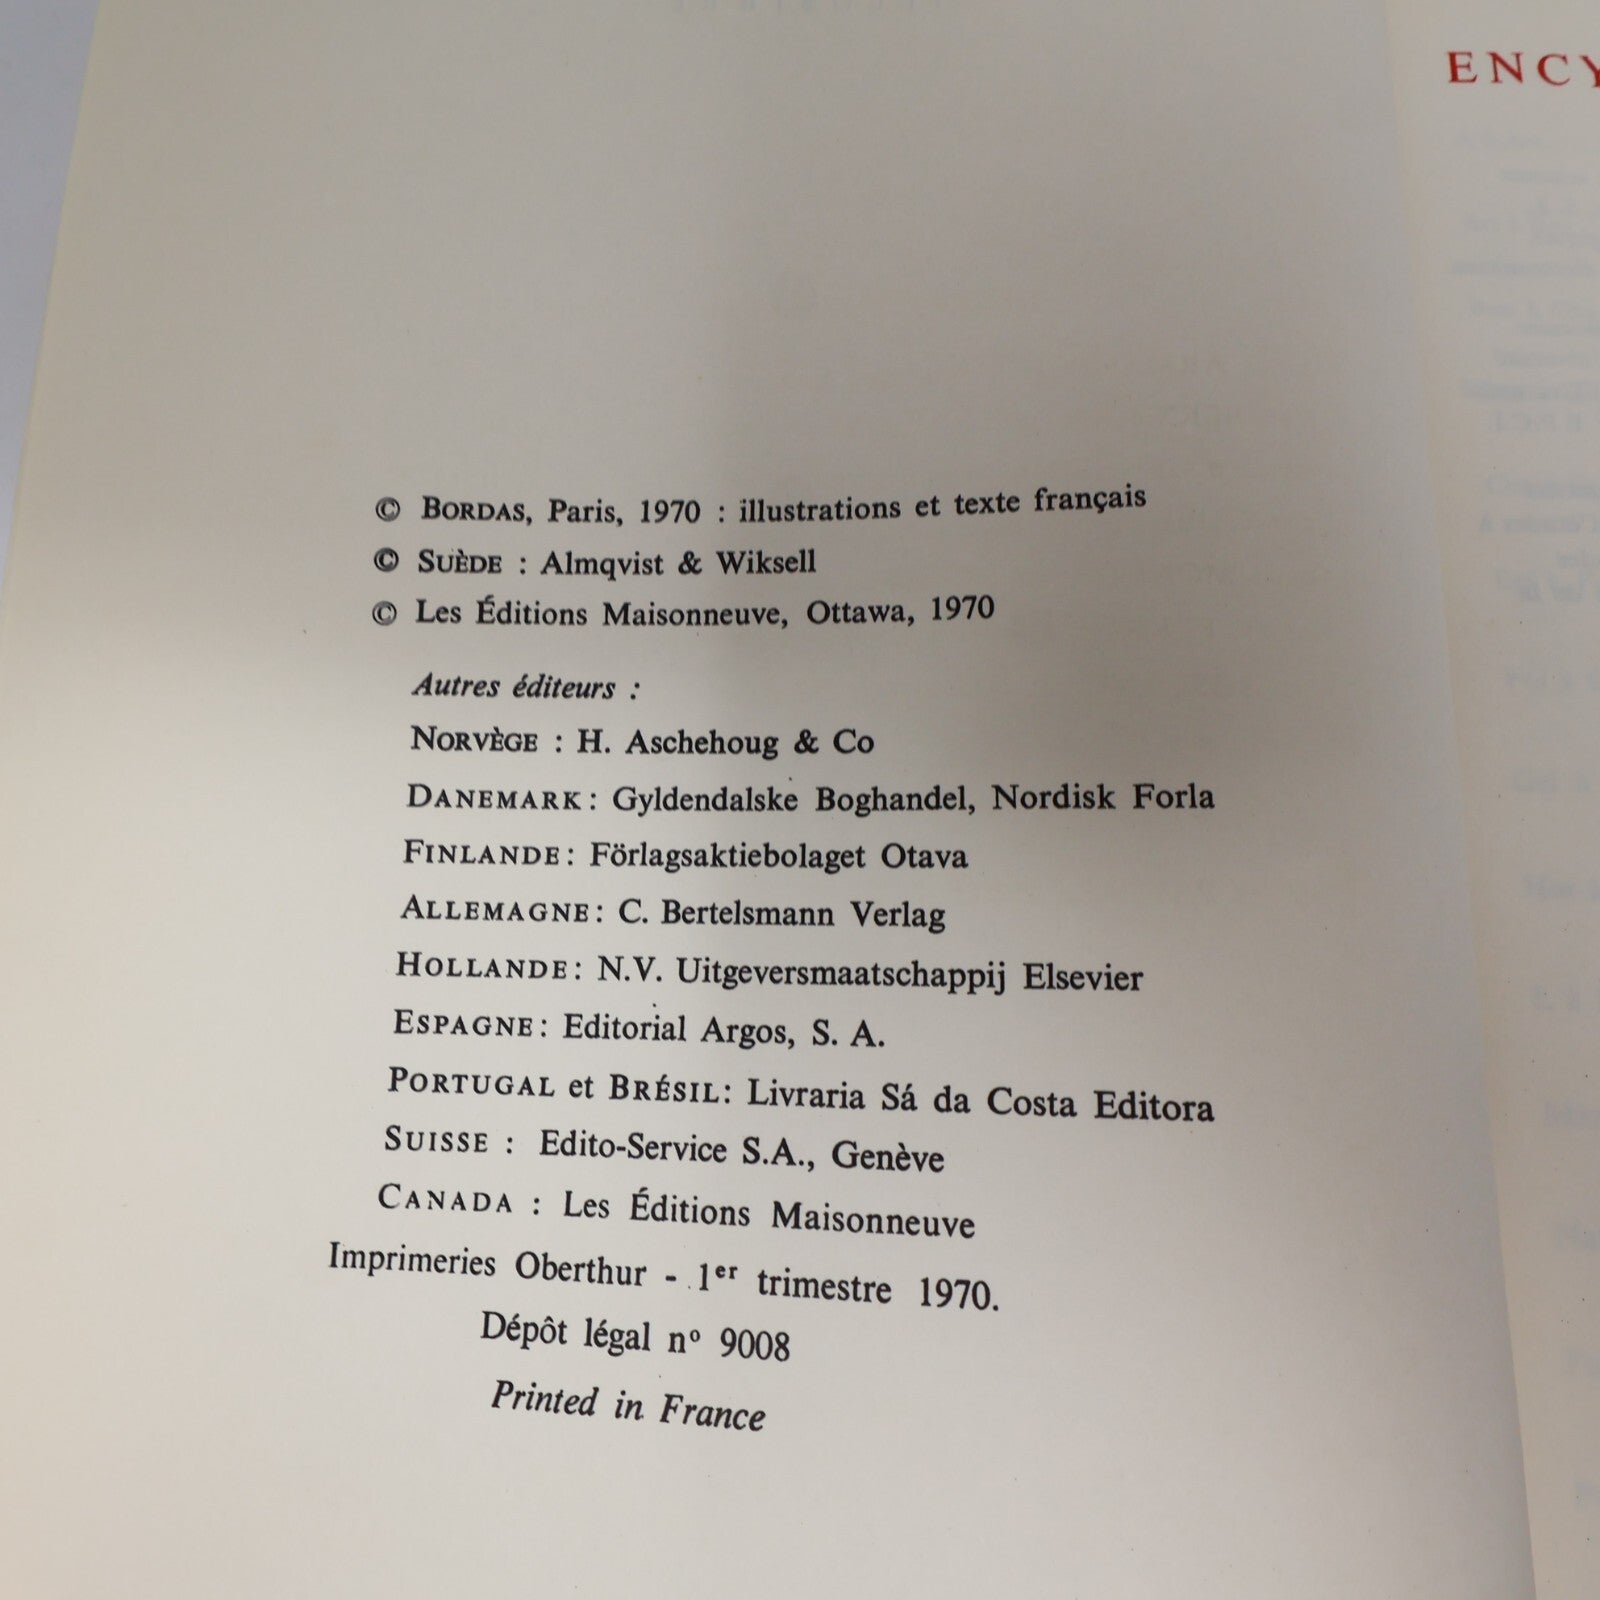 ENCY
© BORDAS, Paris, 1970 : illustrations et texte français
© SUÈDE : Almqvist & Wiksell
© Les Éditions Maisonneuve, Ottawa, 1970
Autres éditeurs :
NORVÈGE : H. Aschehoug & Co
DANEMARK : Gyldendalske Boghandel, Nordisk Forla
FINLANDE : Förlagsaktiebolaget Otava
ALLEMAGNE : C. Bertelsmann Verlag
HOLLANDE : N.V. Uitgeversmaatschappij Elsevier
ESPAGNE : Editorial Argos, S. A.
PORTUGAL et BRÉSIL : Livraria Sá da Costa Editora
SUISSE : Edito-Service S.A., Genève
CANADA : Les Éditions Maisonneuve
Imprimeries Oberthur - 1er trimestre 1970.
Dépôt légal nº 9008
Printed in France